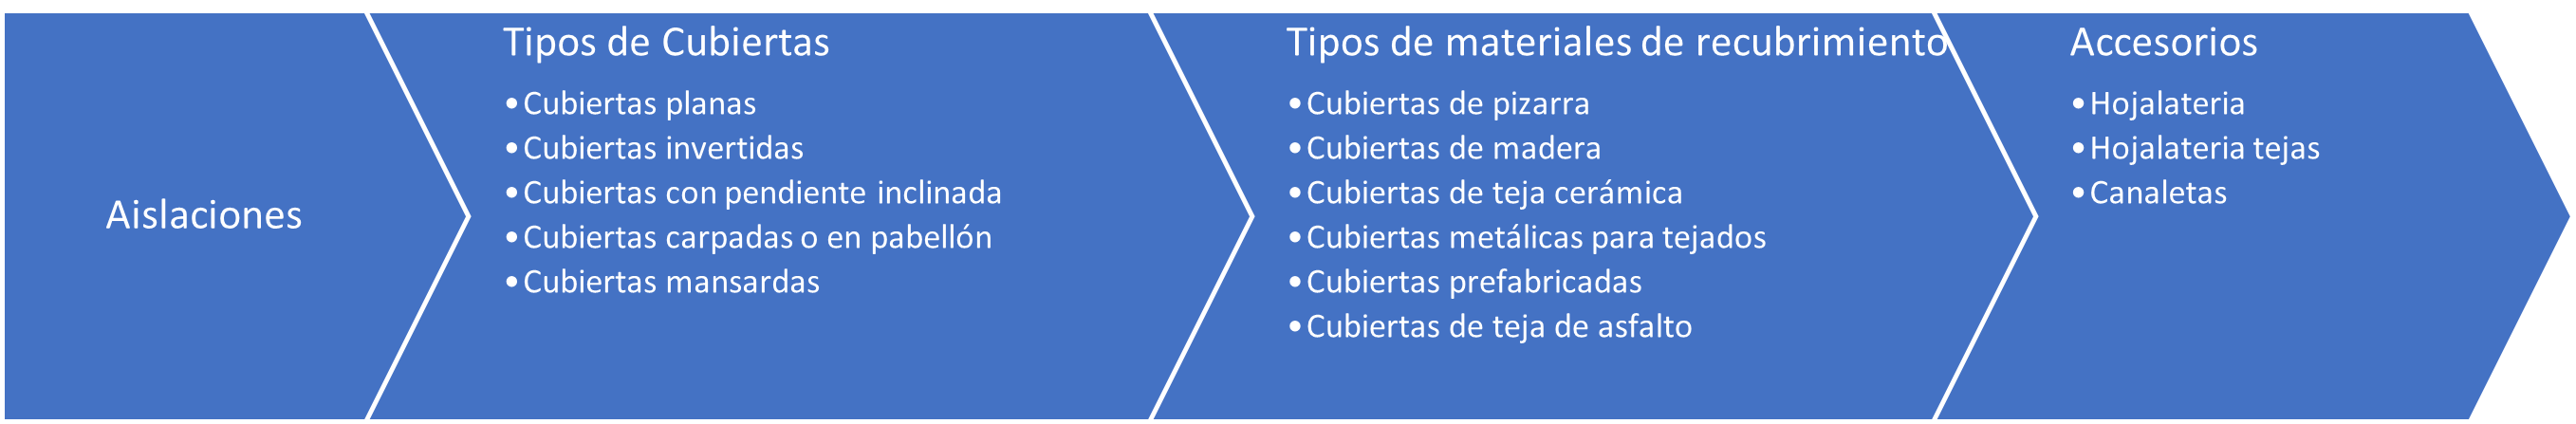 Aislaciones
Tipos de Cubiertas
•Cubiertas planas
•Cubiertas invertidas
•Cubiertas con pendiente inclinada
•Cubiertas carpadas o en pabellón
•Cubiertas mansardas
Tipos de materiales de recubrimiento
•Cubiertas de pizarra
•Cubiertas de madera
•Cubiertas de teja cerámica
•Cubiertas metálicas para tejados
•Cubiertas prefabricadas
•Cubiertas de teja de asfalto
Accesorios
•Hojalateria
•Hojalateria tejas
•Canaletas